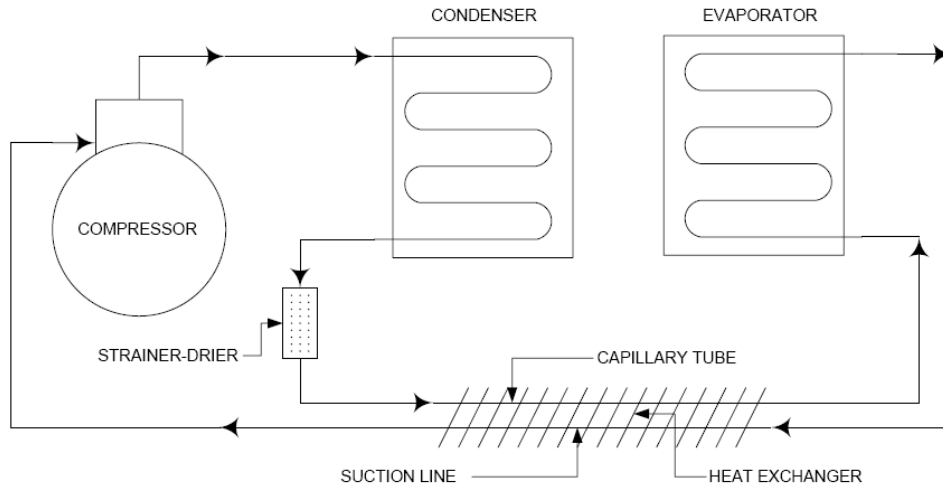 CONDENSER
EVAPORATOR
COMPRESSOR
STRAINER-DRIER
CAPILLARY TUBE
SUCTION LINE
HEAT EXCHANGER